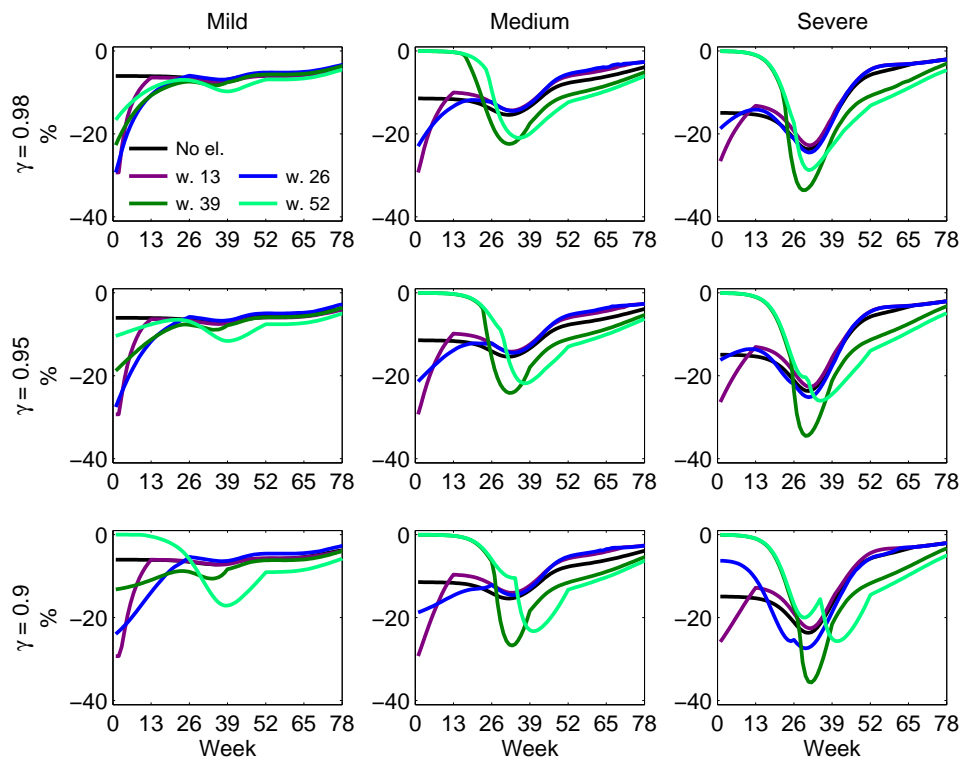 Mild Medium Severe
γ = 0.98
%
0 0 0
−20 −20 −20
−40 −40 −40
No el.
w. 13 w. 26
w. 39 w. 52
0 13 26 39 52 65 78 0 13 26 39 52 65 78 0 13 26 39 52 65 78
γ = 0.95
%
0 0 0
−20 −20 −20
−40 −40 −40
0 13 26 39 52 65 78 0 13 26 39 52 65 78 0 13 26 39 52 65 78
γ = 0.9
%
0 0 0
−20 −20 −20
−40 −40 −40
0 13 26 39 52 65 78 0 13 26 39 52 65 78 0 13 26 39 52 65 78
Week Week Week